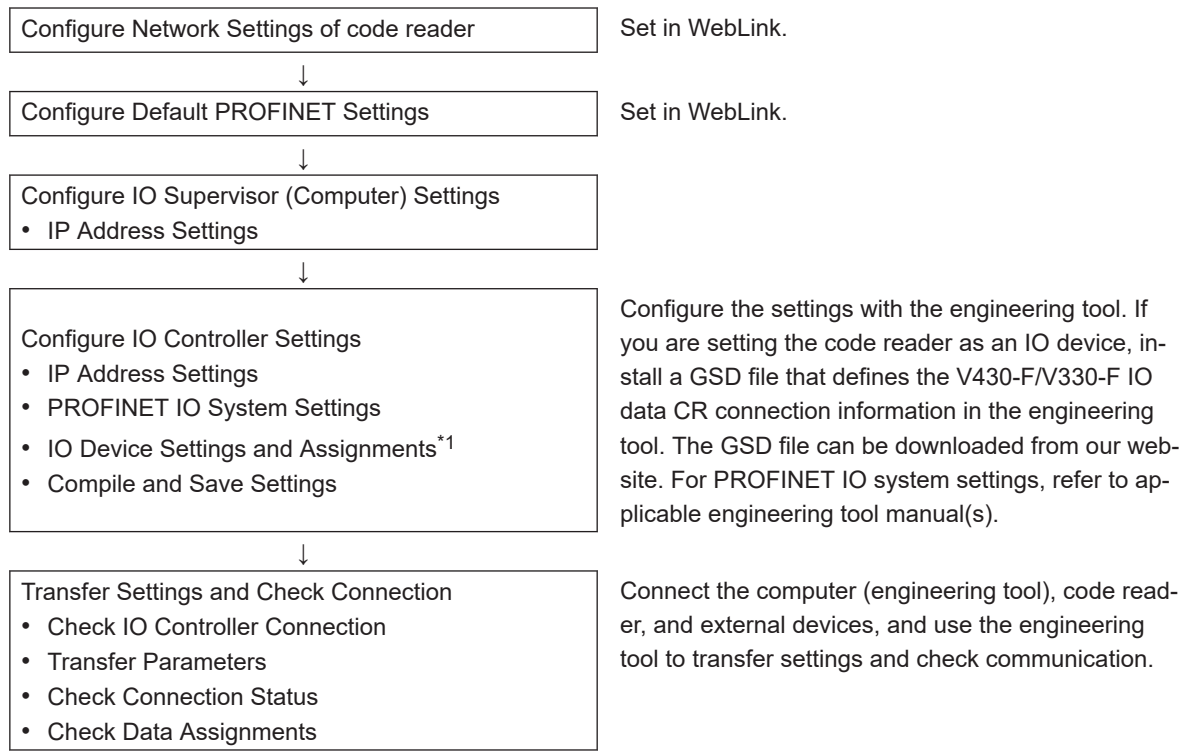 Configure Network Settings of code reader
Set in WebLink.
↓
Configure Default PROFINET Settings
Set in WebLink.
↓
Configure IO Supervisor (Computer) Settings
• IP Address Settings
↓
Configure IO Controller Settings
• IP Address Settings
• PROFINET IO System Settings
• IO Device Settings and Assignments*1
• Compile and Save Settings
Configure the settings with the engineering tool. If
you are setting the code reader as an IO device, in-
stall a GSD file that defines the V430-F/V330-F IO
data CR connection information in the engineering
tool. The GSD file can be downloaded from our web-
site. For PROFINET IO system settings, refer to ap-
plicable engineering tool manual(s).
↓
Transfer Settings and Check Connection
• Check IO Controller Connection
• Transfer Parameters
• Check Connection Status
• Check Data Assignments
Connect the computer (engineering tool), code read-
er, and external devices, and use the engineering
tool to transfer settings and check communication.